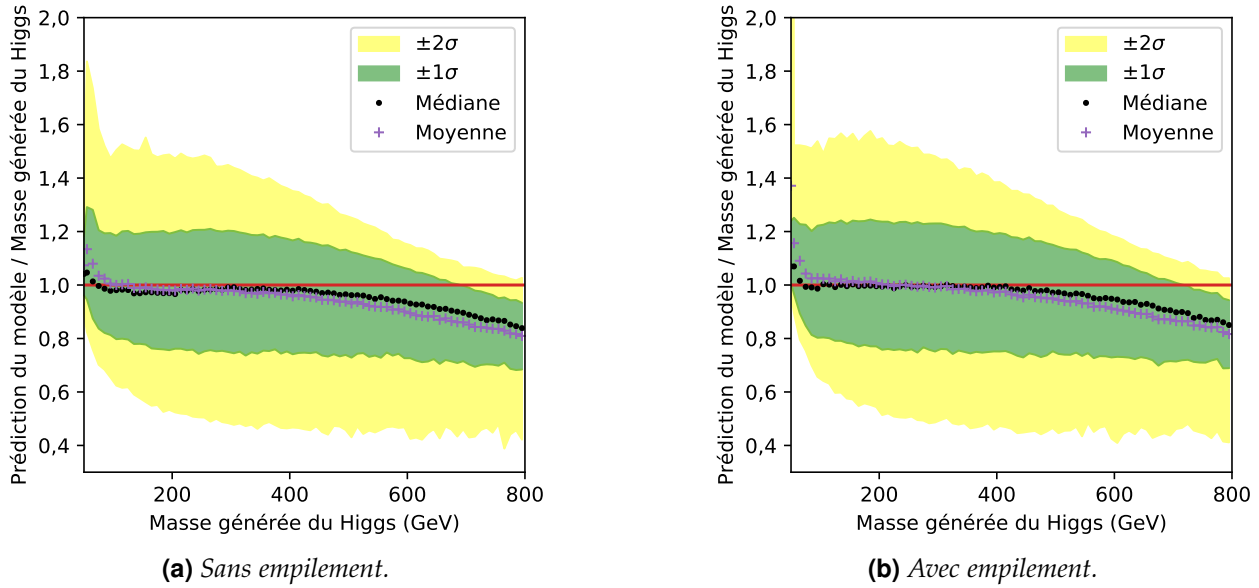 Prédiction du modèle / Masse générée du Higgs
2,0
1,8
1,6
1,4
1,2
1,0
0,8
0,6
0,4
±2σ
±1σ
Médiane
Moyenne
200
400
600
800
Masse générée du Higgs (GeV)
(a) Sans empilement.
Prédiction du modèle / Masse générée du Higgs
2,0
1,8
1,6
1,4
1,2
1,0
0,8
0,6
0,4
±2σ
±1σ
Médiane
Moyenne
200
400
600
800
Masse générée du Higgs (GeV)
(b) Avec empilement.